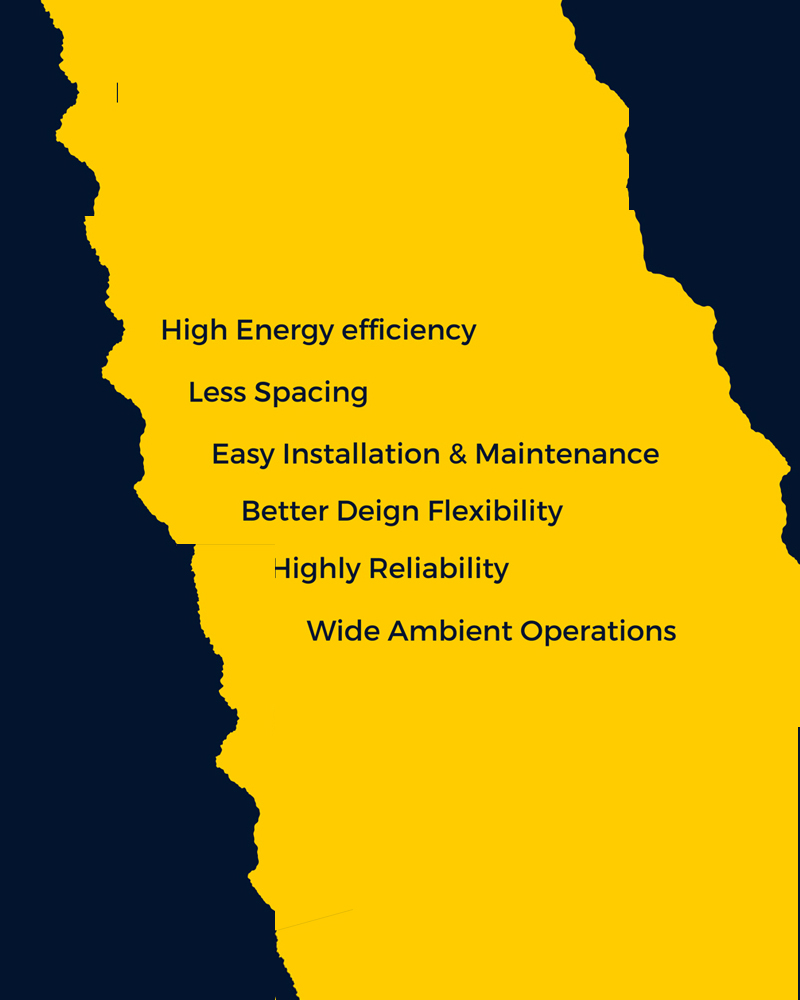 High Energy efficiency
Less Spacing
Easy Installation & Maintenance
Better Deign Flexibility
Highly Reliability
Wide Ambient Operations